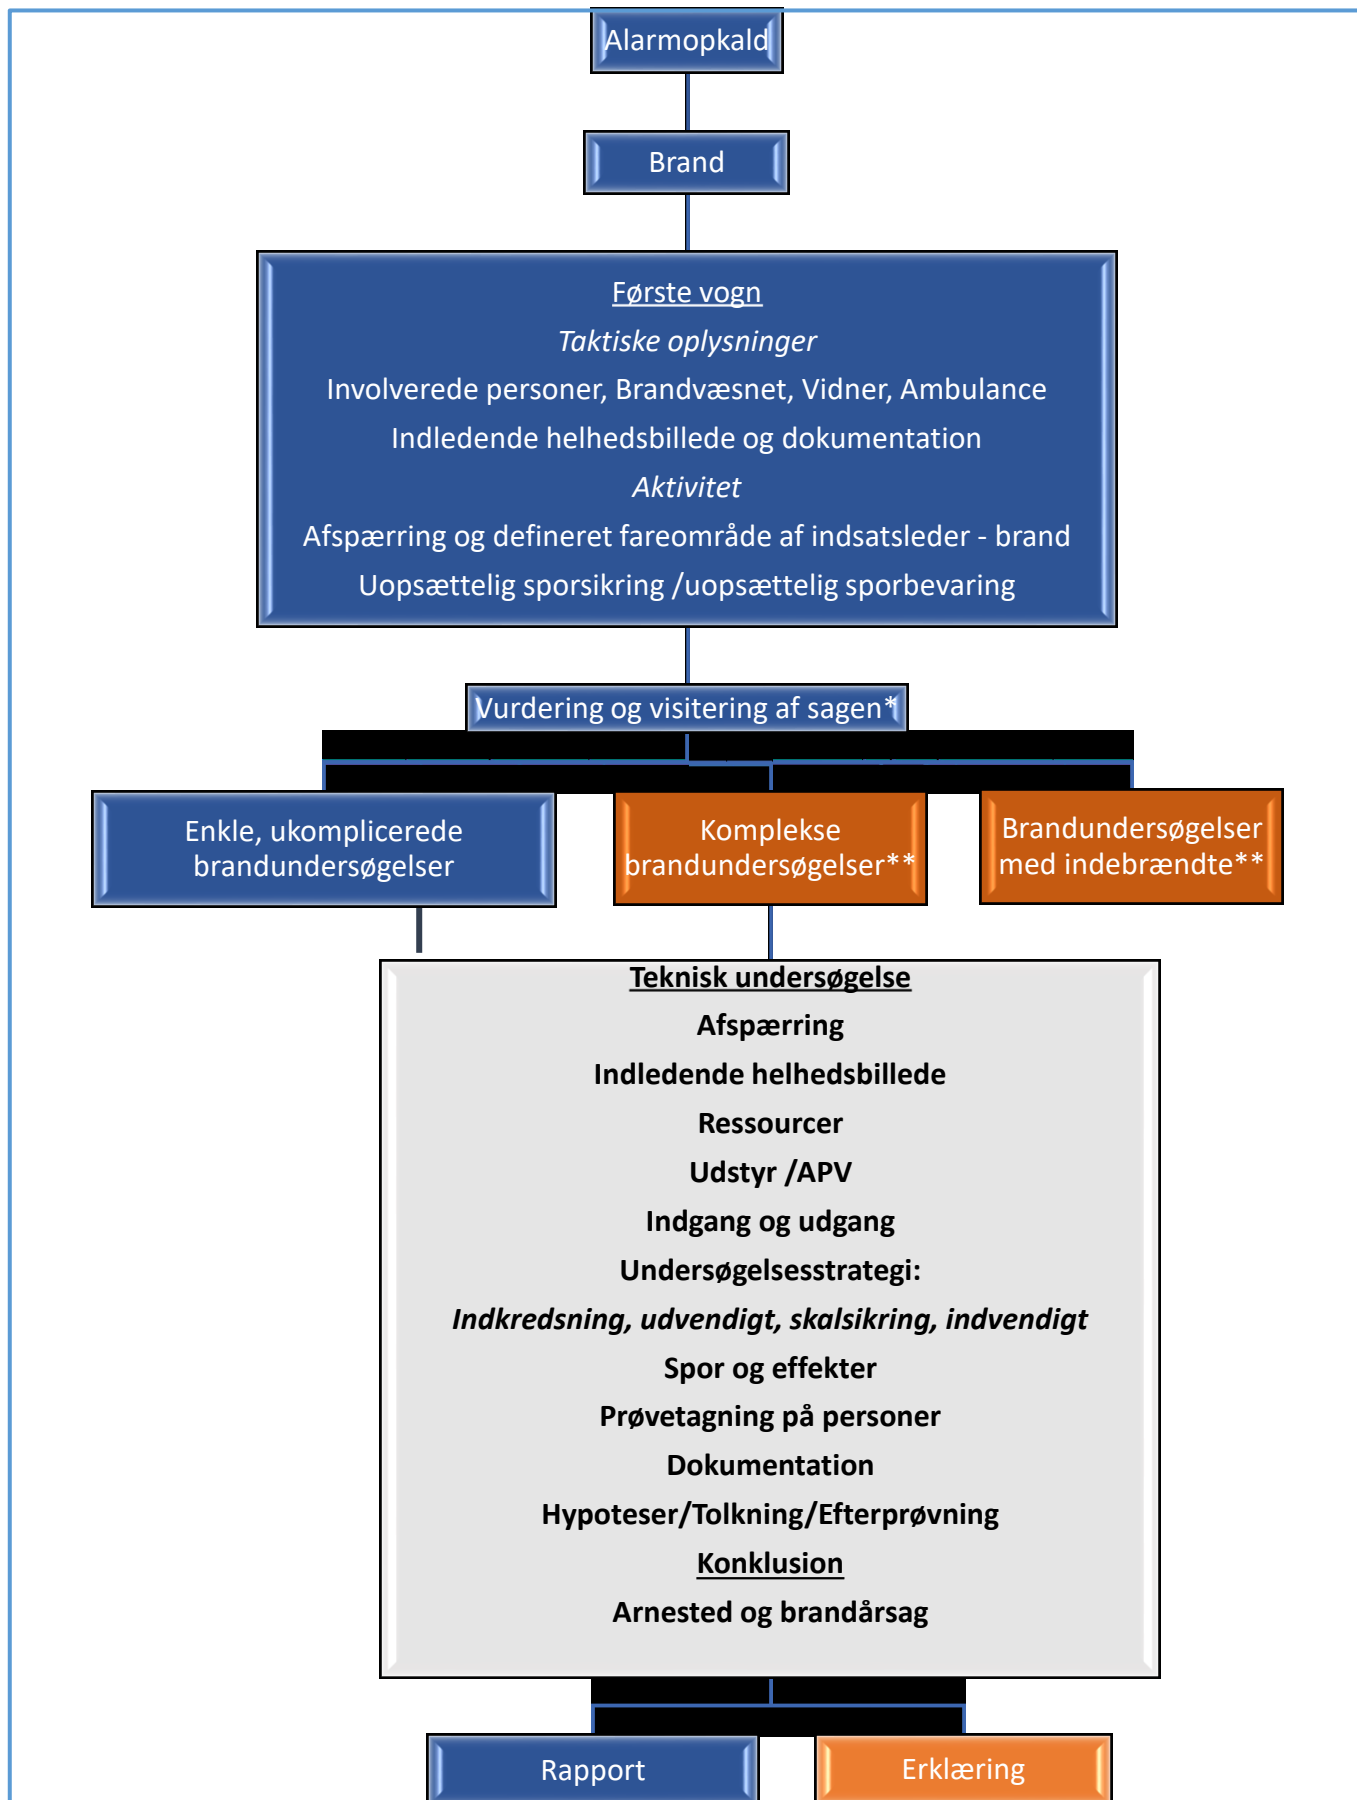 Alarmopkald
Brand
Første vogn
Taktiske oplysninger
Involverede personer, Brandvæsnet, Vidner, Ambulance
Indledende helhedsbillede og dokumentation
Aktivitet
Afspærring og defineret fareområde af indsatsleder - brand
Uopsættelig sporsikring /uopsættelig sporbevaring
Vurdering og visitering af sagen*
Enkle, ukomplicerede
brandundersøgelser
Komplekse
brandundersøgelser**
Brandundersøgelser
med indebrændte**
Teknisk undersøgelse
Afspærring
Indledende helhedsbillede
Ressourcer
Udstyr /APV
Indgang og udgang
Undersøgelsesstrategi:
Indkredsning, udvendigt, skalsikring, indvendigt
Spor og effekter
Prøvetagning på personer
Dokumentation
Hypoteser/Tolkning/Efterprøvning
Konklusion
Arnested og brandårsag
Rapport
Erklæring